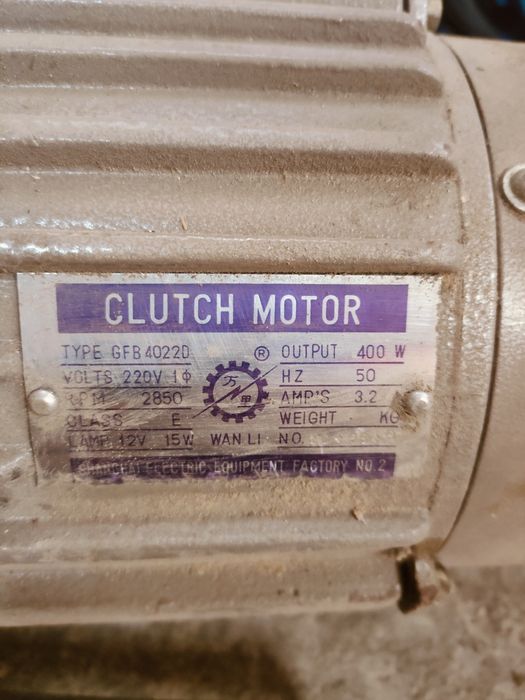 CLUTCH MOTOR
TYPE GFB4022D ® OUTPUT 400 W
VOLTS 220V 1Φ HZ 50
RPM 2850 AMP'S 3.2
CLASS E WEIGHT KG
LAMP 12V 15W WAN LI NO.
万
SHANGHAI ELECTRIC EQUIPMENT FACTORY NO.2